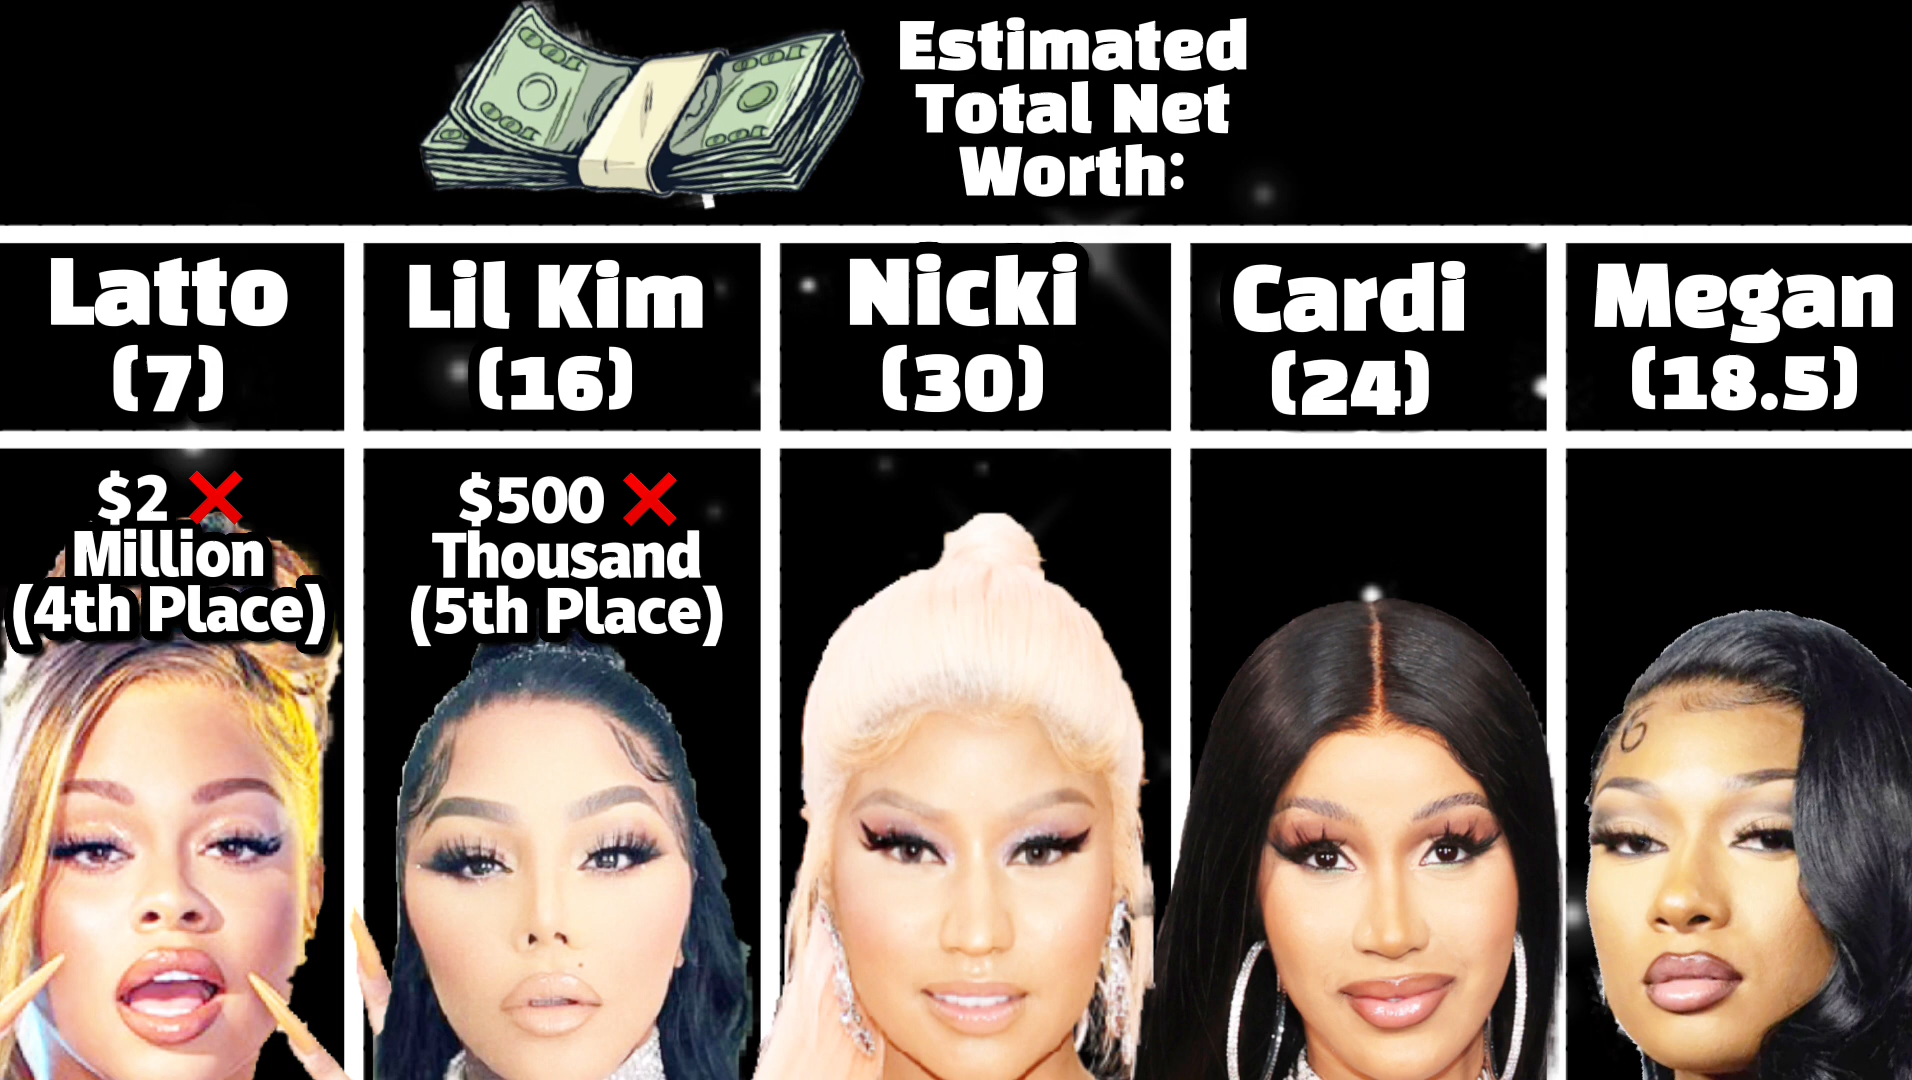 Estimated
Total Net
Worth:
Latto
(7)
Lil Kim
(16)
Nicki
(30)
Cardi
(24)
Megan
(18.5)
$2 ❌
Million
(4th Place)
$500 ❌
Thousand
(5th Place)